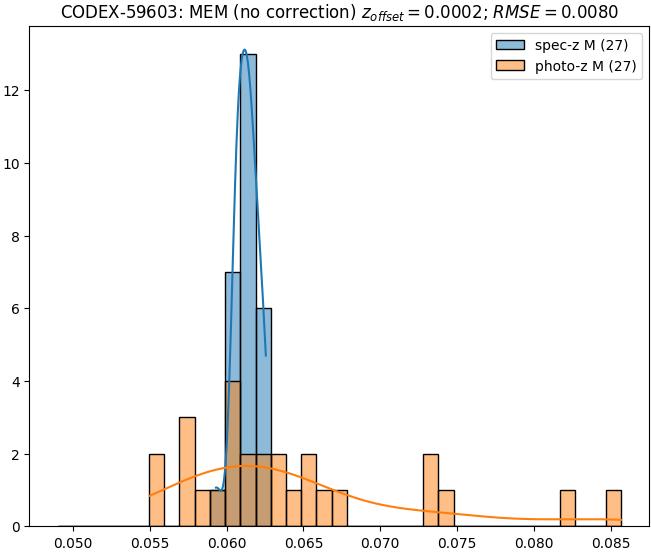 CODEX-59603: MEM (no correction) z_offset = 0.0002; RMSE = 0.0080
spec-z M (27)
photo-z M (27)
12
10
8
6
4
2
0
0.050 0.055 0.060 0.065 0.070 0.075 0.080 0.085